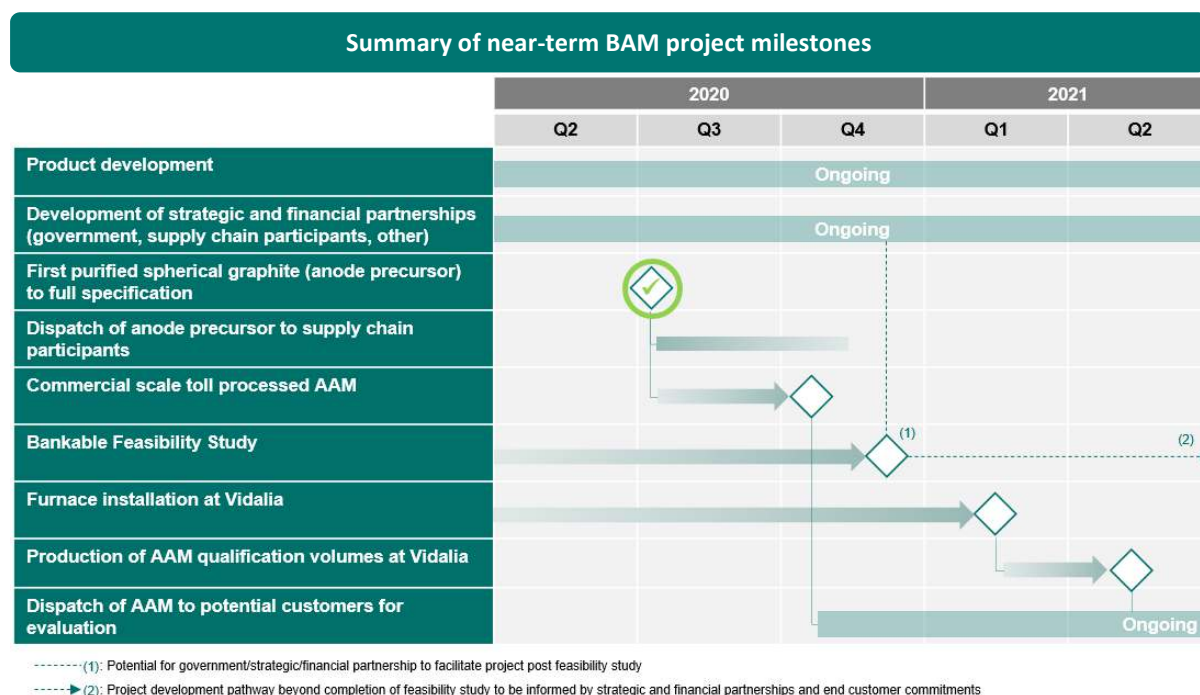 Summary of near-term BAM project milestones
2020
2021
Q2
Q3
Q4
Q1
Q2
Product development
Ongoing
Development of strategic and financial partnerships
(government, supply chain participants, other)
Ongoing
First purified spherical graphite (anode precursor)
to full specification
Dispatch of anode precursor to supply chain
participants
Commercial scale toll processed AAM
Bankable Feasibility Study
(1)
(2)
Furnace installation at Vidalia
Production of AAM qualification volumes at Vidalia
Dispatch of AAM to potential customers for
evaluation
Ongoing
(1): Potential for government/strategic/financial partnership to facilitate project post feasibility study
(2): Project development pathway beyond completion of feasibility study to be informed by strategic and financial partnerships and end customer commitments